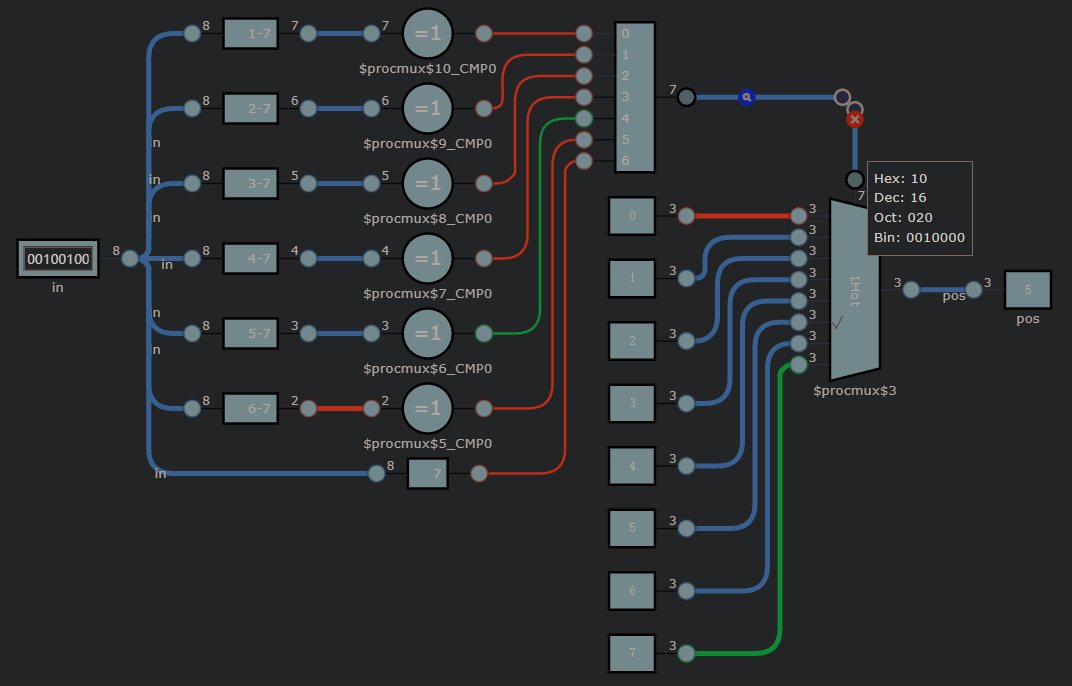 8 1-7 7 7 =1 0
$procmux$10_CMP0 1
2
8 2-7 6 6 =1 3 7
in $procmux$9_CMP0 4
5
8 3-7 5 5 =1 6
in $procmux$8_CMP0
in
8 4-7 4 4 =1
in $procmux$7_CMP0
00100100 8
in
8 5-7 3 3 =1
in $procmux$6_CMP0
in
8 6-7 2 2 =1
$procmux$5_CMP0
in 8 7
7
Hex: 10
Dec: 16
Oct: 020
Bin: 0010000
0 3 3
1 3 3
2 3 3
3 3 3
4 3 3
5 3 3
6 3 3
7 3 3
1Hot
$procmux$3
3 pos 3 5
pos